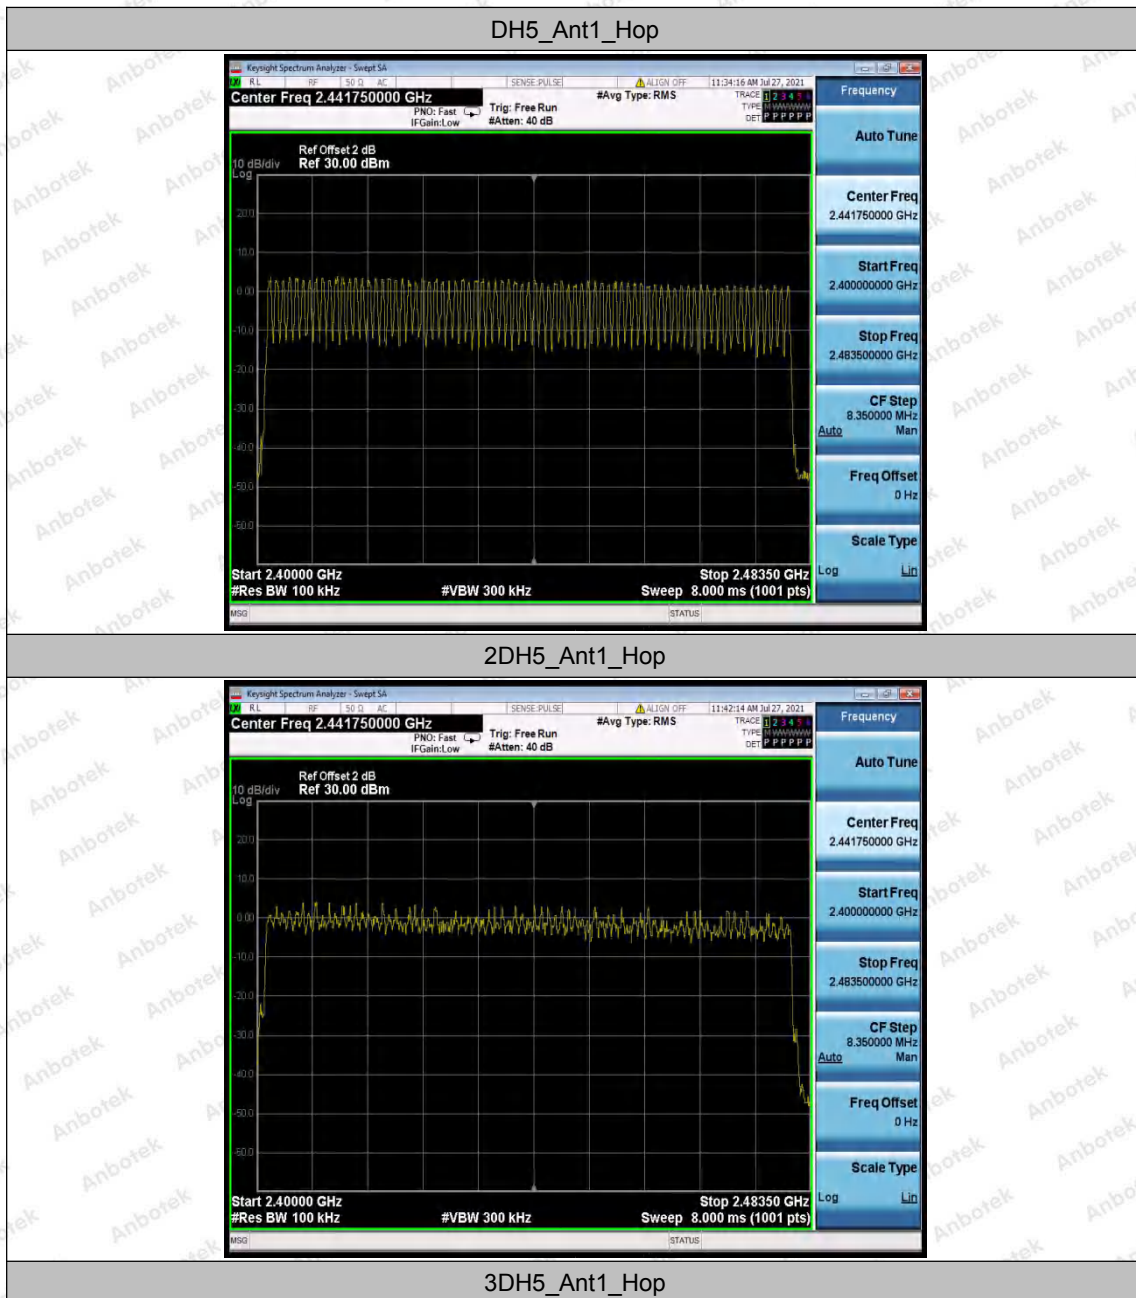 DH5_Ant1_Hop
Keysight Spectrum Analyzer - Swept SA
RL RF 50 Ω AC SENSE:PULSE ALIGN OFF 11:34:16 AM Jul 27, 2021
Center Freq 2.441750000 GHz
PNO: Fast
IFGain:Low
Trig: Free Run
#Atten: 40 dB
#Avg Type: RMS
TRACE 1 2 3 4 5 6
TYPE M WWWWW
DET P P P P P P
Ref Offset 2 dB
10 dB/div Ref 30.00 dBm
Log
20.0
10.0
0.00
-10.0
-20.0
-30.0
-40.0
-50.0
-60.0
Start 2.40000 GHz Stop 2.48350 GHz
#Res BW 100 kHz #VBW 300 kHz Sweep 8.000 ms (1001 pts)
MSG STATUS
Frequency
Auto Tune
Center Freq
2.441750000 GHz
Start Freq
2.400000000 GHz
Stop Freq
2.483500000 GHz
CF Step
8.350000 MHz
Auto Man
Freq Offset
0 Hz
Scale Type
Log Lin
2DH5_Ant1_Hop
Keysight Spectrum Analyzer - Swept SA
RL RF 50 Ω AC SENSE:PULSE ALIGN OFF 11:42:14 AM Jul 27, 2021
Center Freq 2.441750000 GHz
PNO: Fast
IFGain:Low
Trig: Free Run
#Atten: 40 dB
#Avg Type: RMS
TRACE 1 2 3 4 5 6
TYPE M WWWWW
DET P P P P P P
Ref Offset 2 dB
10 dB/div Ref 30.00 dBm
Log
20.0
10.0
0.00
-10.0
-20.0
-30.0
-40.0
-50.0
-60.0
Start 2.40000 GHz Stop 2.48350 GHz
#Res BW 100 kHz #VBW 300 kHz Sweep 8.000 ms (1001 pts)
MSG STATUS
Frequency
Auto Tune
Center Freq
2.441750000 GHz
Start Freq
2.400000000 GHz
Stop Freq
2.483500000 GHz
CF Step
8.350000 MHz
Auto Man
Freq Offset
0 Hz
Scale Type
Log Lin
3DH5_Ant1_Hop